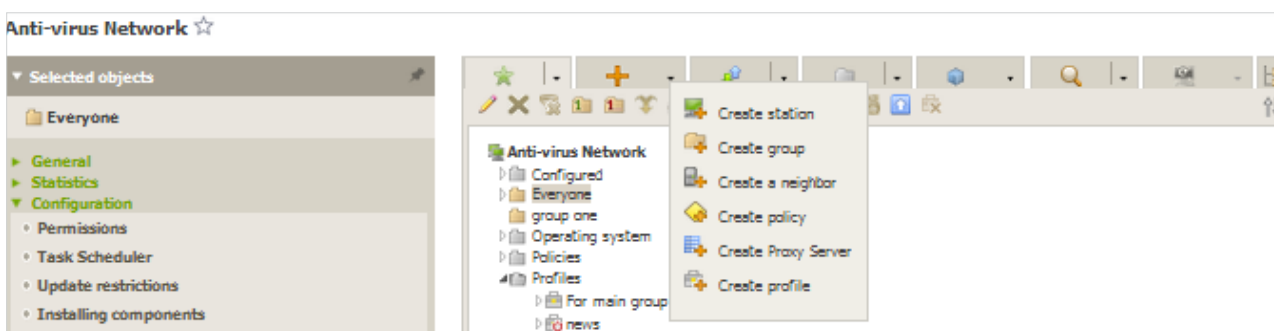 Anti-virus Network
Selected objects
Everyone
General
Statistics
Configuration
Permissions
Task Scheduler
Update restrictions
Installing components
Anti-virus Network
Configured
Everyone
group one
Operating system
Policies
Profiles
For main group
news
Create station
Create group
Create a neighbor
Create policy
Create Proxy Server
Create profile